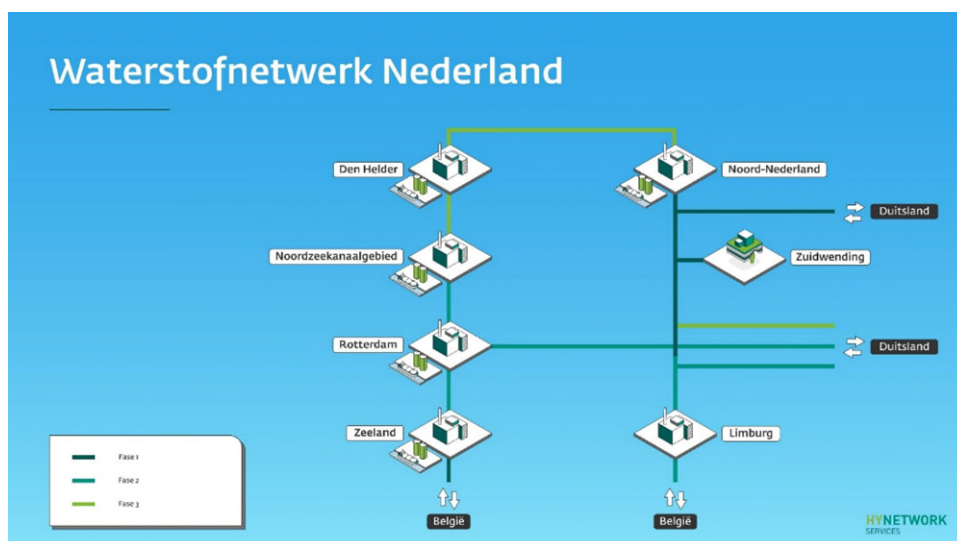 Waterstofnetwerk Nederland
Den Helder
Noord-Nederland
Duitsland
Noordzeekanaalgebied
Zuidwending
Rotterdam
Duitsland
Zeeland
Limburg
Fase 1
Fase 2
Fase 3
België
België
HYNETWORK
SERVICES